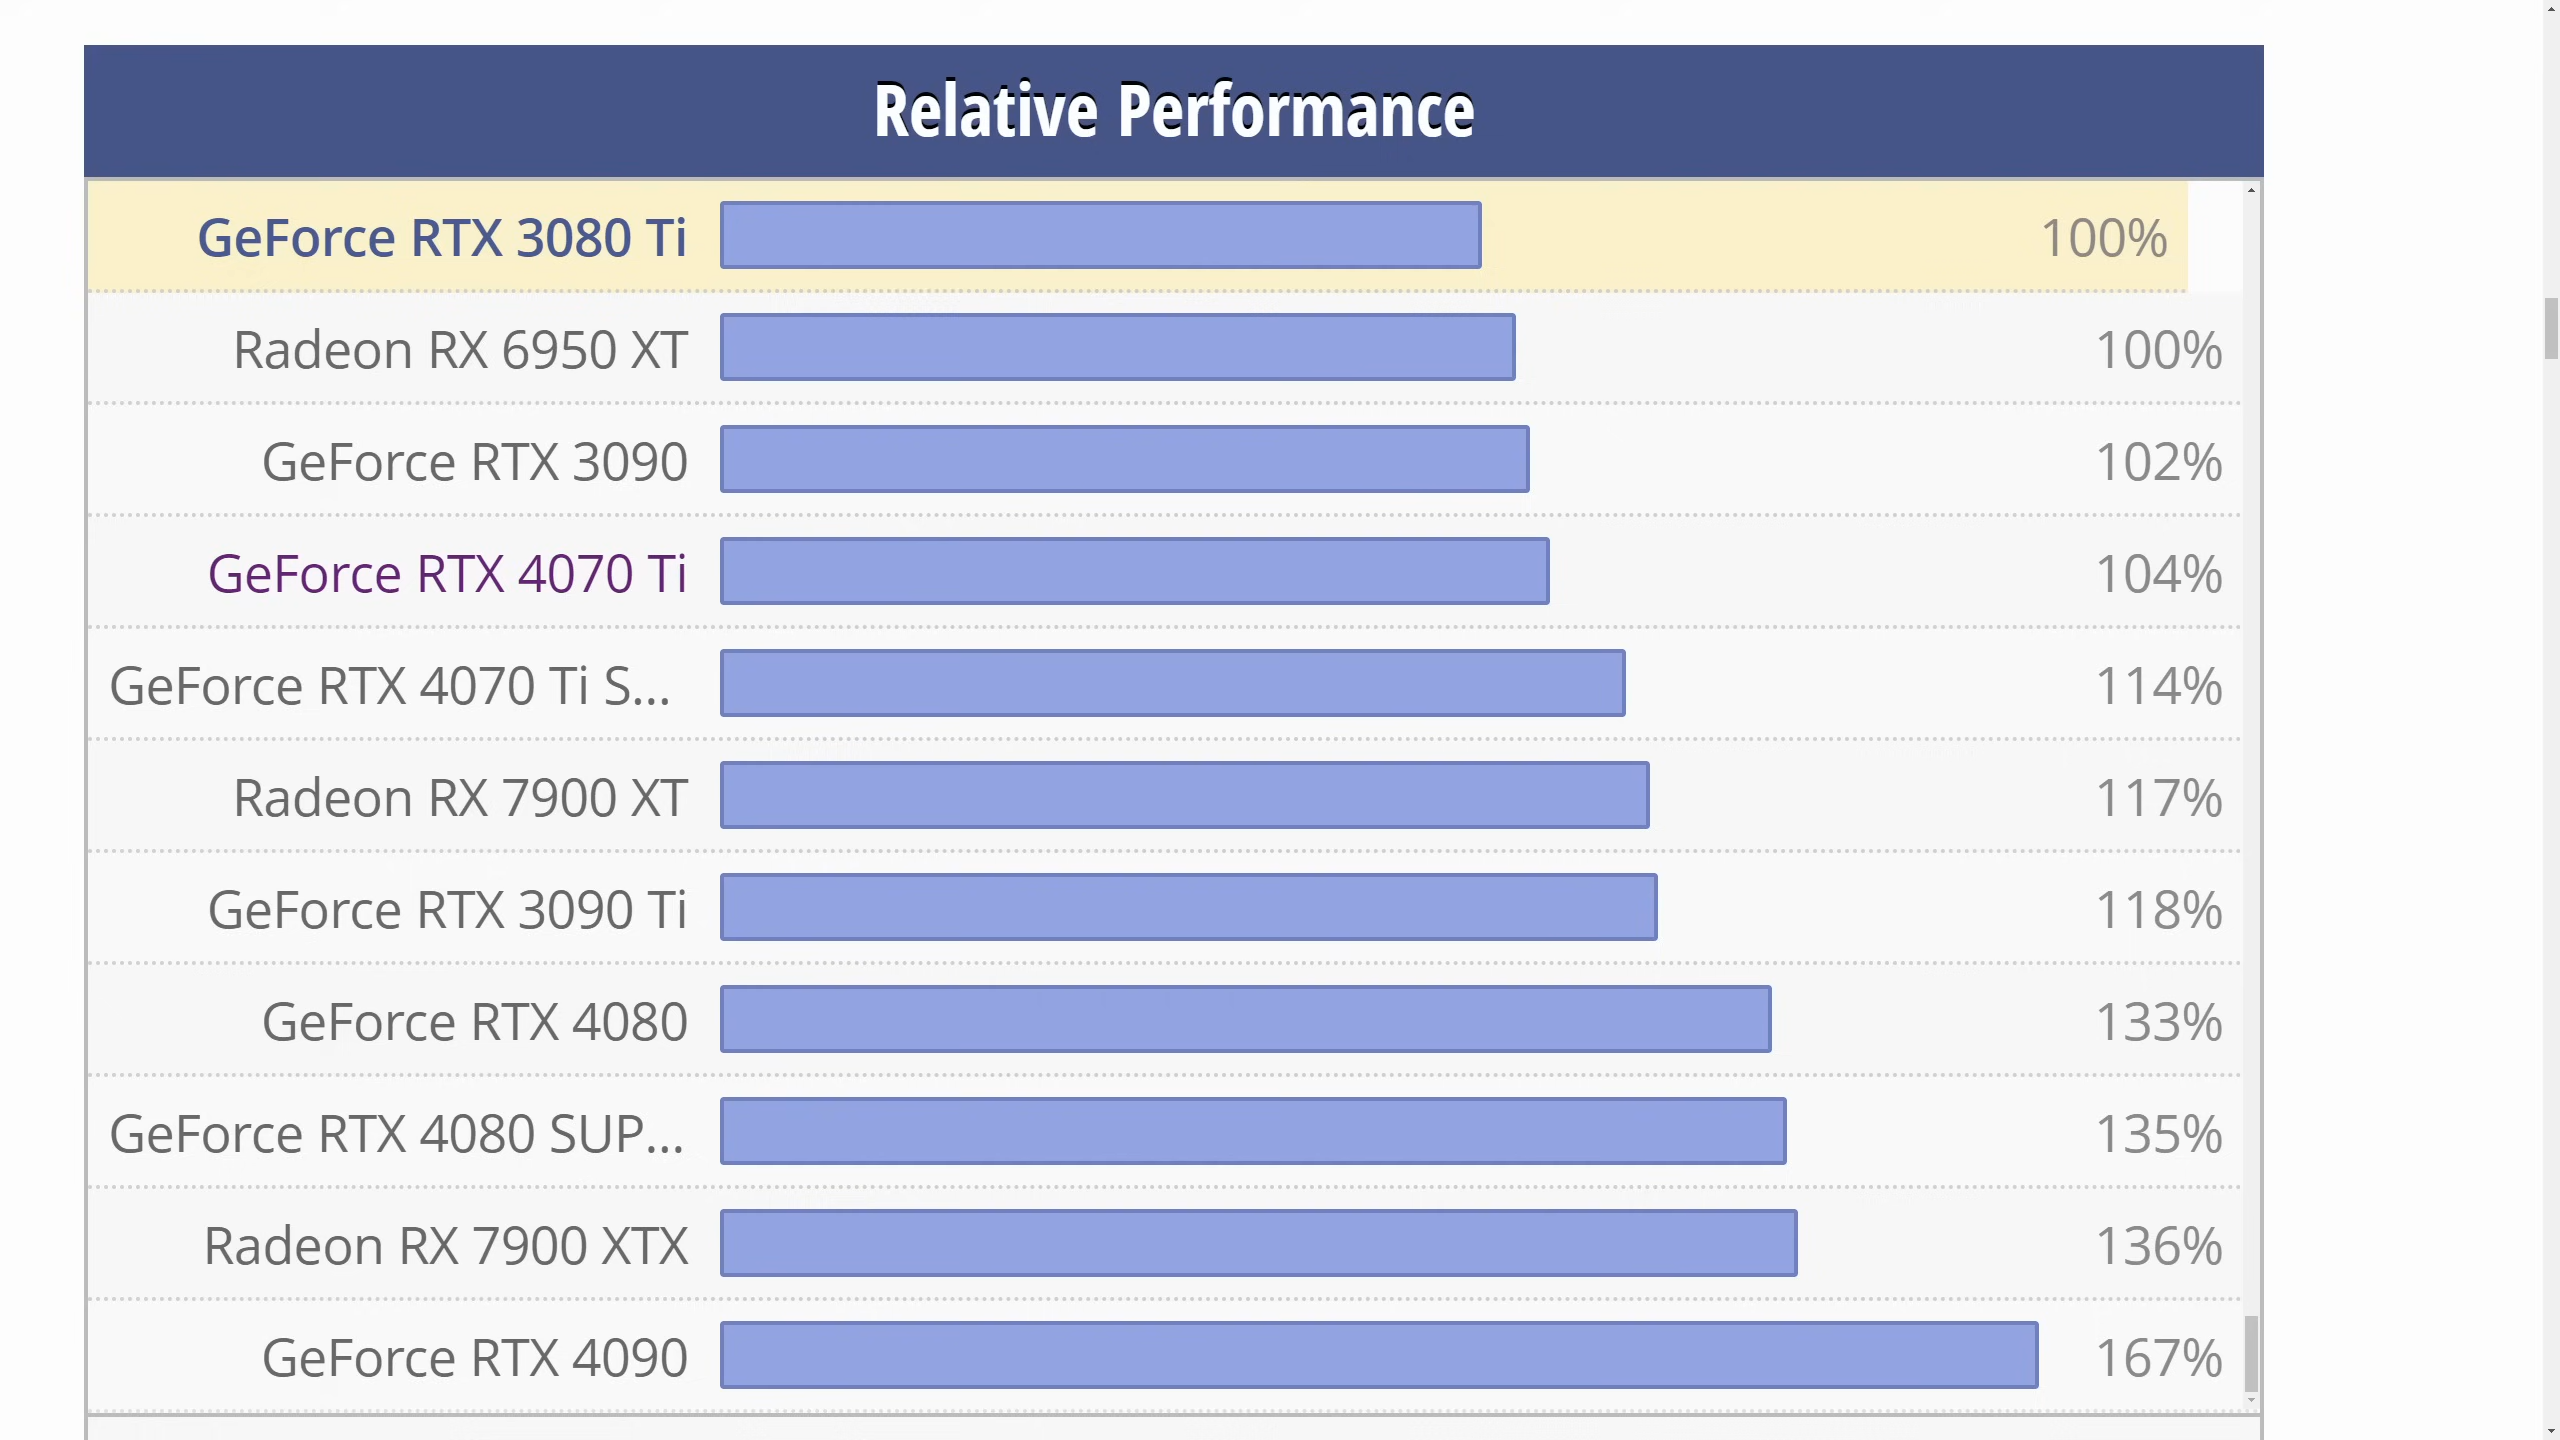 Relative Performance
GeForce RTX 3080 Ti 100%
Radeon RX 6950 XT 100%
GeForce RTX 3090 102%
GeForce RTX 4070 Ti 104%
GeForce RTX 4070 Ti S... 114%
Radeon RX 7900 XT 117%
GeForce RTX 3090 Ti 118%
GeForce RTX 4080 133%
GeForce RTX 4080 SUP... 135%
Radeon RX 7900 XTX 136%
GeForce RTX 4090 167%